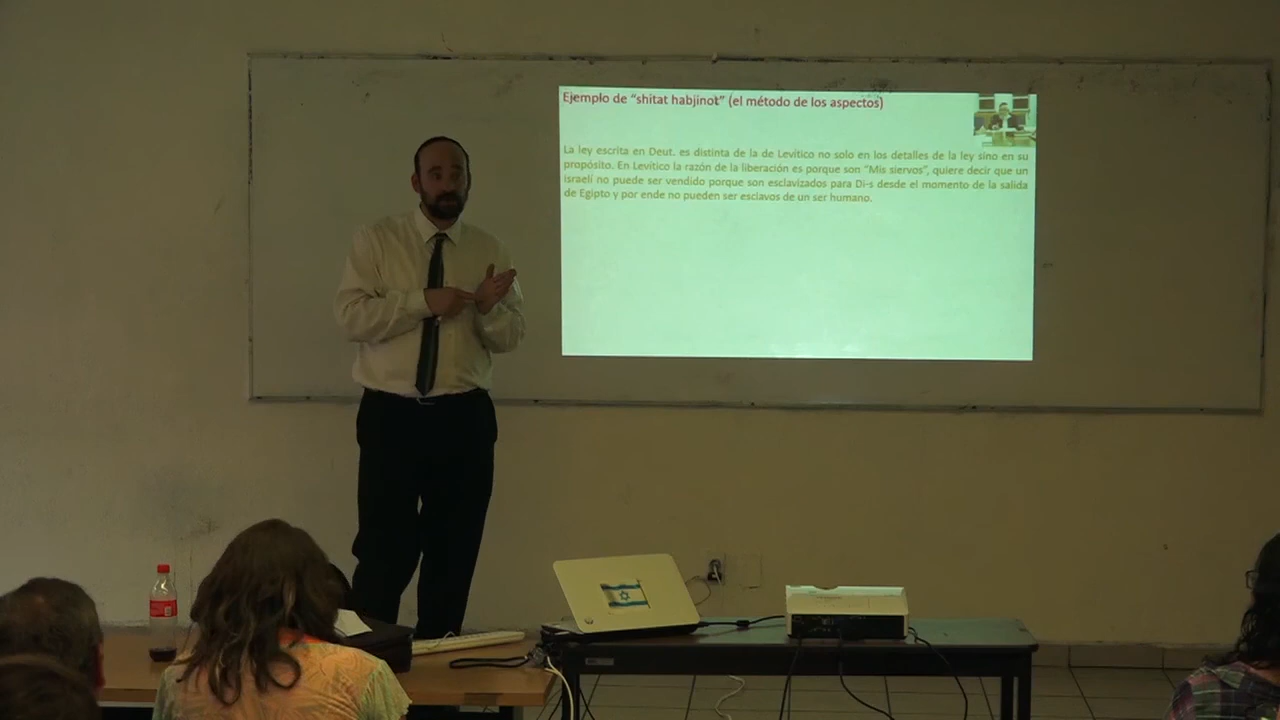 Ejemplo de “shitat habjinot” (el método de los aspectos)
La ley escrita en Deut. es distinta de la de Levítico no solo en los detalles de la ley sino en su
propósito. En Levítico la razón de la liberación es porque son “Mis siervos”, quiere decir que un
israelí no puede ser vendido porque son esclavizados para Di-s desde el momento de la salida
de Egipto y por ende no pueden ser esclavos de un ser humano.